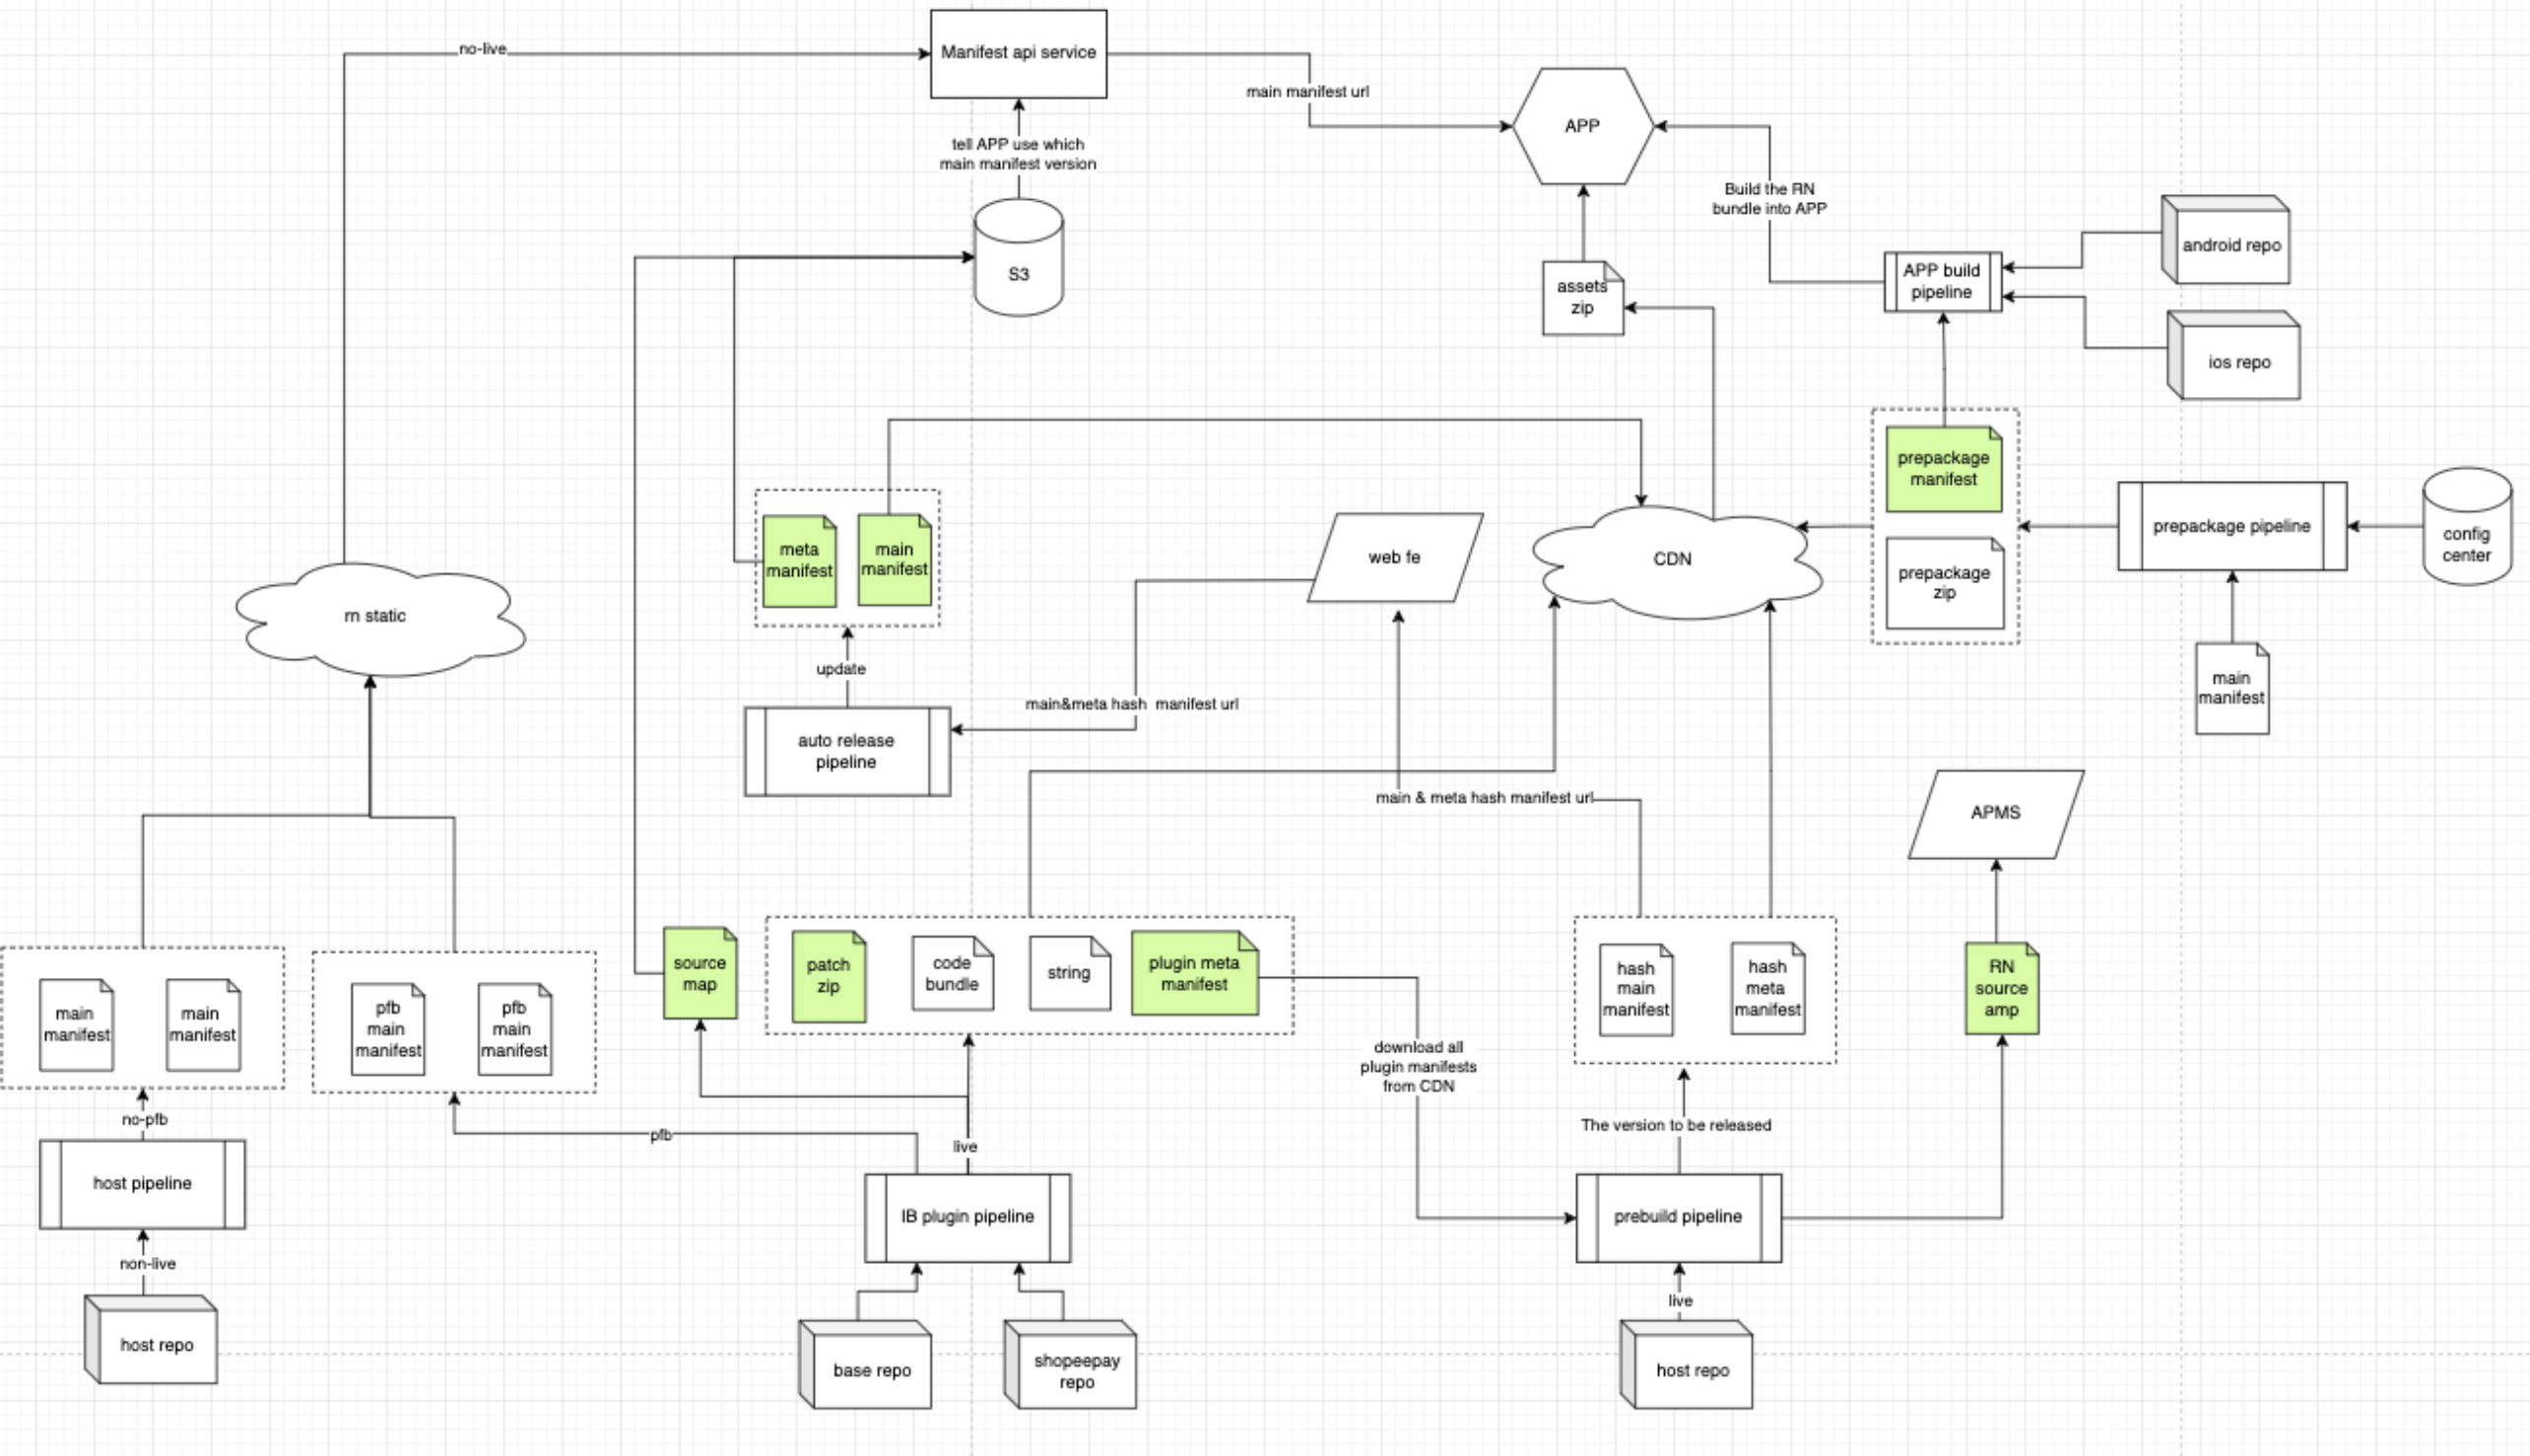 no-live
Manifest api service
main manifest url
APP
tell APP use which
main manifest version
Build the RN
bundle into APP
android repo
S3
assets
zip
APP build
pipeline
ios repo
prepackage
manifest
meta
manifest
main
manifest
web fe
CDN
prepackage
zip
prepackage pipeline
config
center
rn static
update
main&meta hash  manifest url
main
manifest
auto release
pipeline
main & meta hash manifest url
APMS
source
map
patch
zip
code
bundle
string
plugin meta
manifest
hash
main
manifest
hash
meta
manifest
RN
source
amp
main
manifest
main
manifest
pfb
main
manifest
pfb
main
manifest
download all
plugin manifests
from CDN
no-pfb
pfb
live
The version to be released
host pipeline
IB plugin pipeline
prebuild pipeline
non-live
live
host repo
base repo
shopeepay
repo
host repo